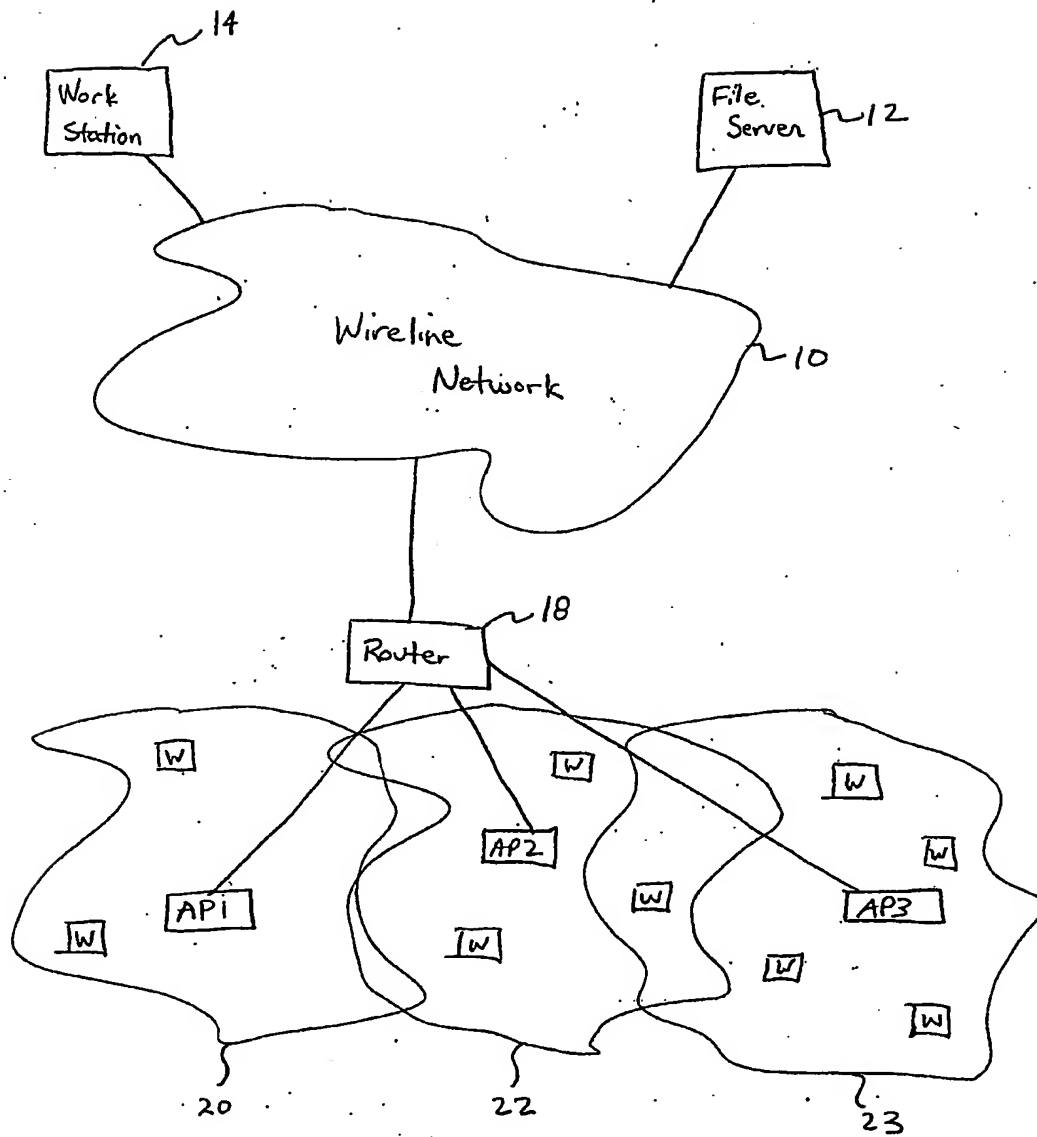 14
Work
Station
File
Server
12
Wireline
Network
10
18
Router
W
W
W
AP2
W
AP1
W
AP3
W
W
W
W
20
22
23